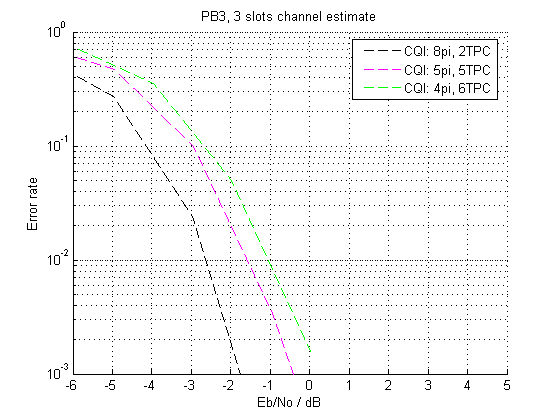 PB3, 3 slots channel estimate
10^0
CQI: 8pi, 2TPC
CQI: 5pi, 5TPC
CQI: 4pi, 6TPC
10^-1
Error rate
10^-2
10^-3
-6 -5 -4 -3 -2 -1 0 1 2 3 4 5
Eb/No / dB